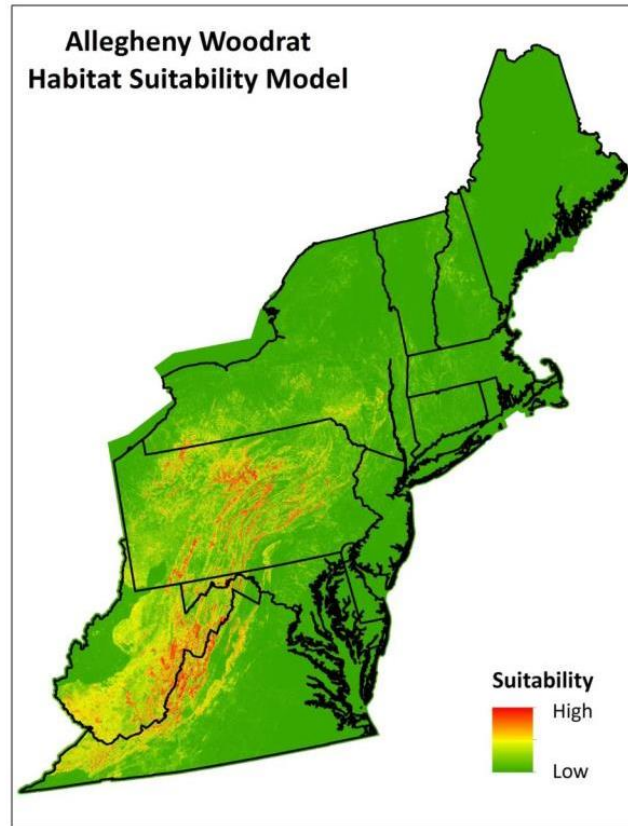 Allegheny Woodrat
Habitat Suitability Model
Suitability
High
Low